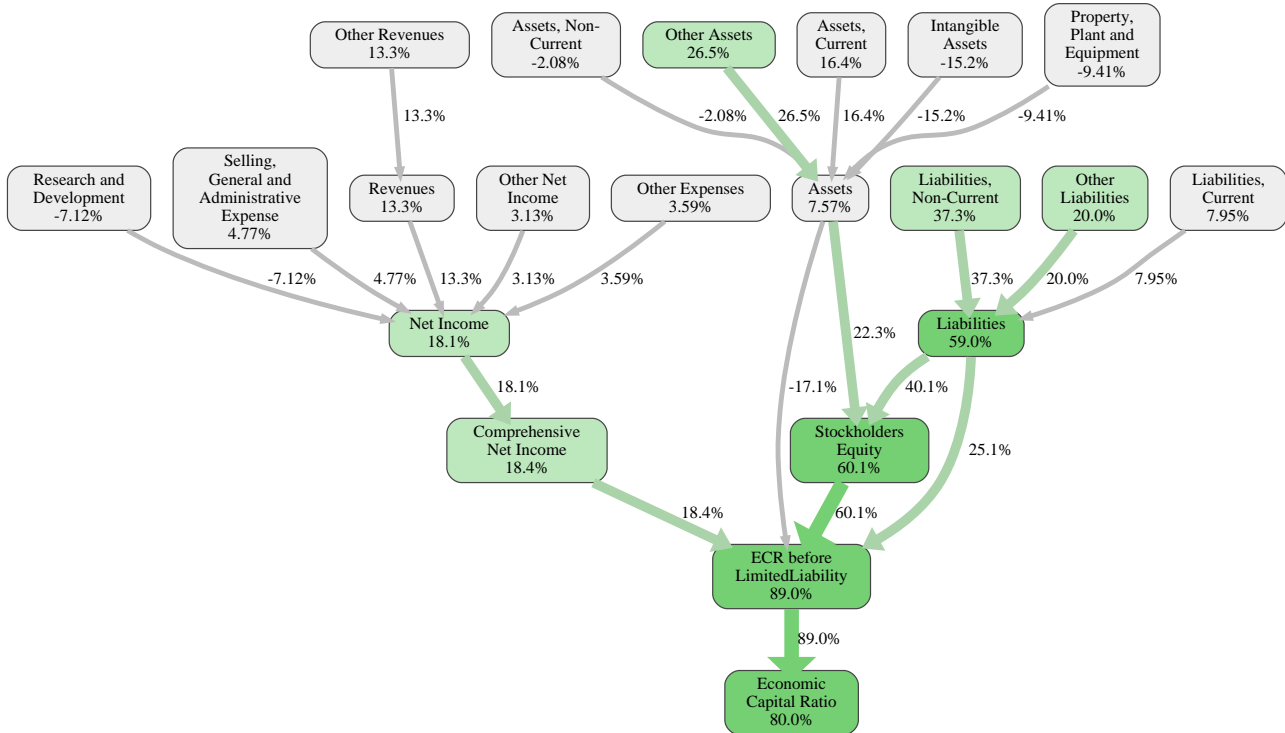 Other Revenues
13.3%
Assets, Non-
Current
-2.08%
Other Assets
26.5%
Assets,
Current
16.4%
Intangible
Assets
-15.2%
Property,
Plant and
Equipment
-9.41%
13.3%
-2.08%
26.5%
16.4%
-15.2%
-9.41%
Research and
Development
-7.12%
Selling,
General and
Administrative
Expense
4.77%
Revenues
13.3%
Other Net
Income
3.13%
Other Expenses
3.59%
Assets
7.57%
Liabilities,
Non-Current
37.3%
Other
Liabilities
20.0%
Liabilities,
Current
7.95%
-7.12%
4.77%
13.3%
3.13%
3.59%
37.3%
20.0%
7.95%
Net Income
18.1%
22.3%
Liabilities
59.0%
18.1%
-17.1%
40.1%
Comprehensive
Net Income
18.4%
Stockholders
Equity
60.1%
25.1%
18.4%
60.1%
ECR before
LimitedLiability
89.0%
89.0%
Economic
Capital Ratio
80.0%